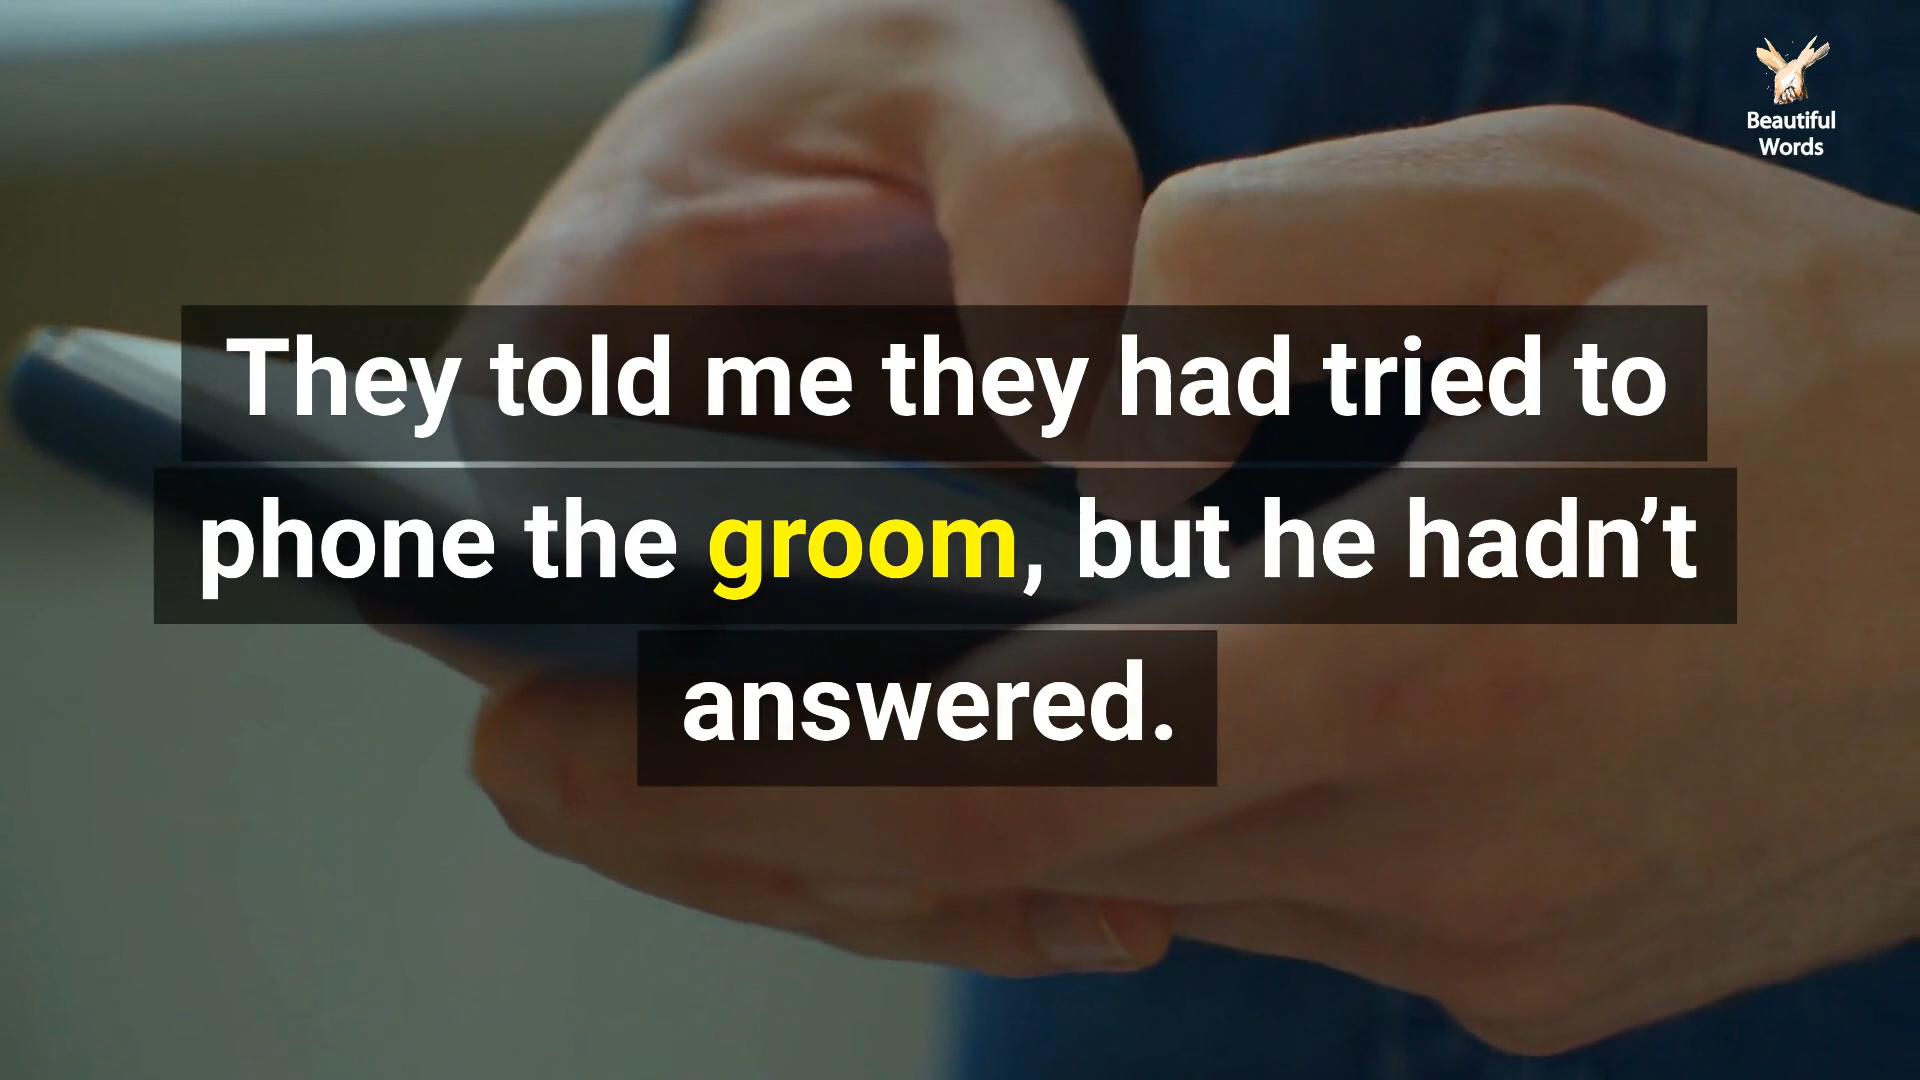 Beautiful
Words
They told me they had tried to
phone the groom, but he hadn’t
answered.